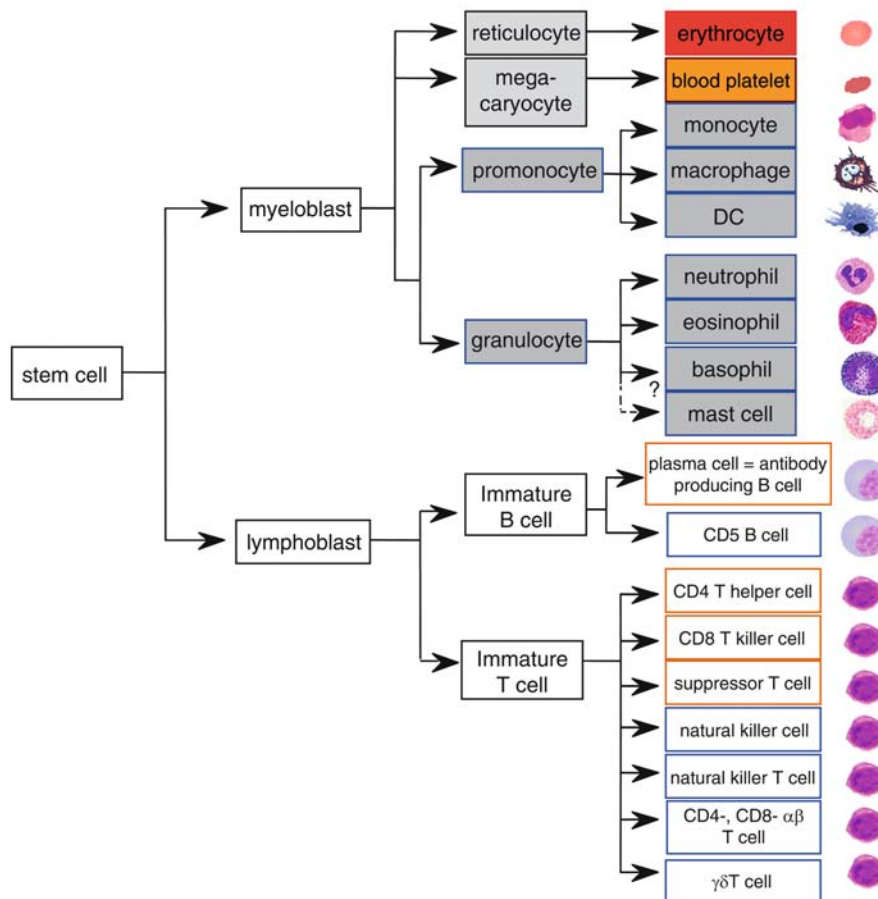 stem cell
myeloblast
lymphoblast
reticulocyte
mega-
caryocyte
promonocyte
granulocyte
Immature
B cell
Immature
T cell
erythrocyte
blood platelet
monocyte
macrophage
DC
neutrophil
eosinophil
basophil
?
mast cell
plasma cell = antibody
producing B cell
CD5 B cell
CD4 T helper cell
CD8 T killer cell
suppressor T cell
natural killer cell
natural killer T cell
CD4-, CD8- αβ
T cell
γδT cell